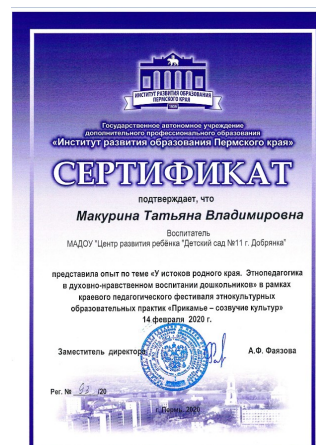 ИНСТИТУТ РАЗВИТИЯ ОБРАЗОВАНИЯ
ПЕРМСКОГО КРАЯ
Государственное автономное учреждение
дополнительного профессионального образования
«Институт развития образования Пермского края»
СЕРТИФИКАТ
подтверждает, что
Макурина Татьяна Владимировна
Воспитатель
МАДОУ "Центр развития ребёнка "Детский сад №11 г. Добрянка"
представила опыт по теме «У истоков родного края. Этнопедагогика
в духовно-нравственном воспитании дошкольников» в рамках
краевого педагогического фестиваля этнокультурных
образовательных практик «Прикамье – созвучие культур»
14 февраля 2020 г.
Заместитель директора
А.Ф. Фаязова
Рег. № 93 /20
г. Пермь, 2020